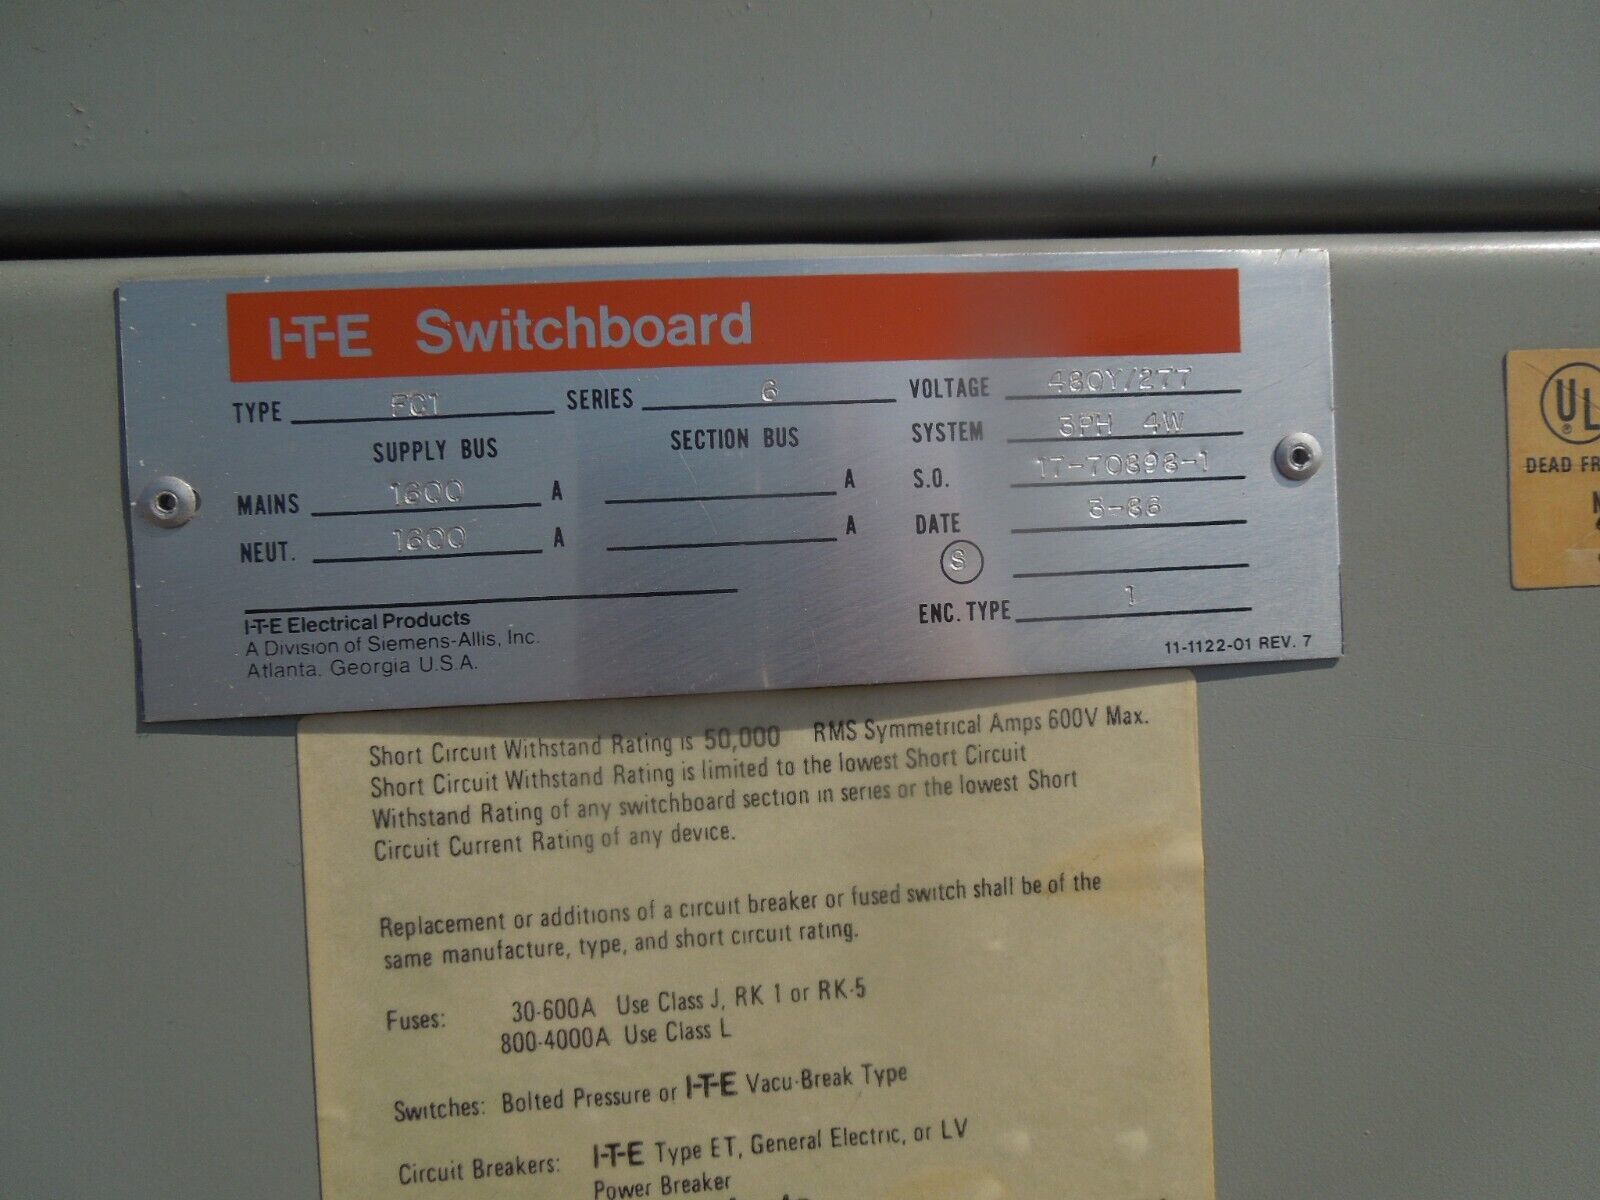 I-T-E Switchboard
TYPE FC1 SERIES 6 VOLTAGE 480Y/277
SUPPLY BUS SECTION BUS SYSTEM 3PH 4W
MAINS 1600 A A S.O. 17-70898-1
NEUT. 1600 A A DATE
S
ENC. TYPE 1
I-T-E Electrical Products
A Division of Siemens-Allis, Inc.
Atlanta, Georgia U.S.A.
11-1122-01 REV. 7
UL
DEAD FR
Short Circuit Withstand Rating is 50,000 RMS Symmetrical Amps 600V Max.
Short Circuit Withstand Rating is limited to the lowest Short Circuit
Withstand Rating of any switchboard section in series or the lowest Short
Circuit Current Rating of any device.
Replacement or additions of a circuit breaker or fused switch shall be of the
same manufacture, type, and short circuit rating.
Fuses: 30-600A Use Class J, RK 1 or RK-5
800-4000A Use Class L
Switches: Bolted Pressure or I-T-E Vacu-Break Type
Circuit Breakers: I-T-E Type ET, General Electric, or LV
Power Breaker